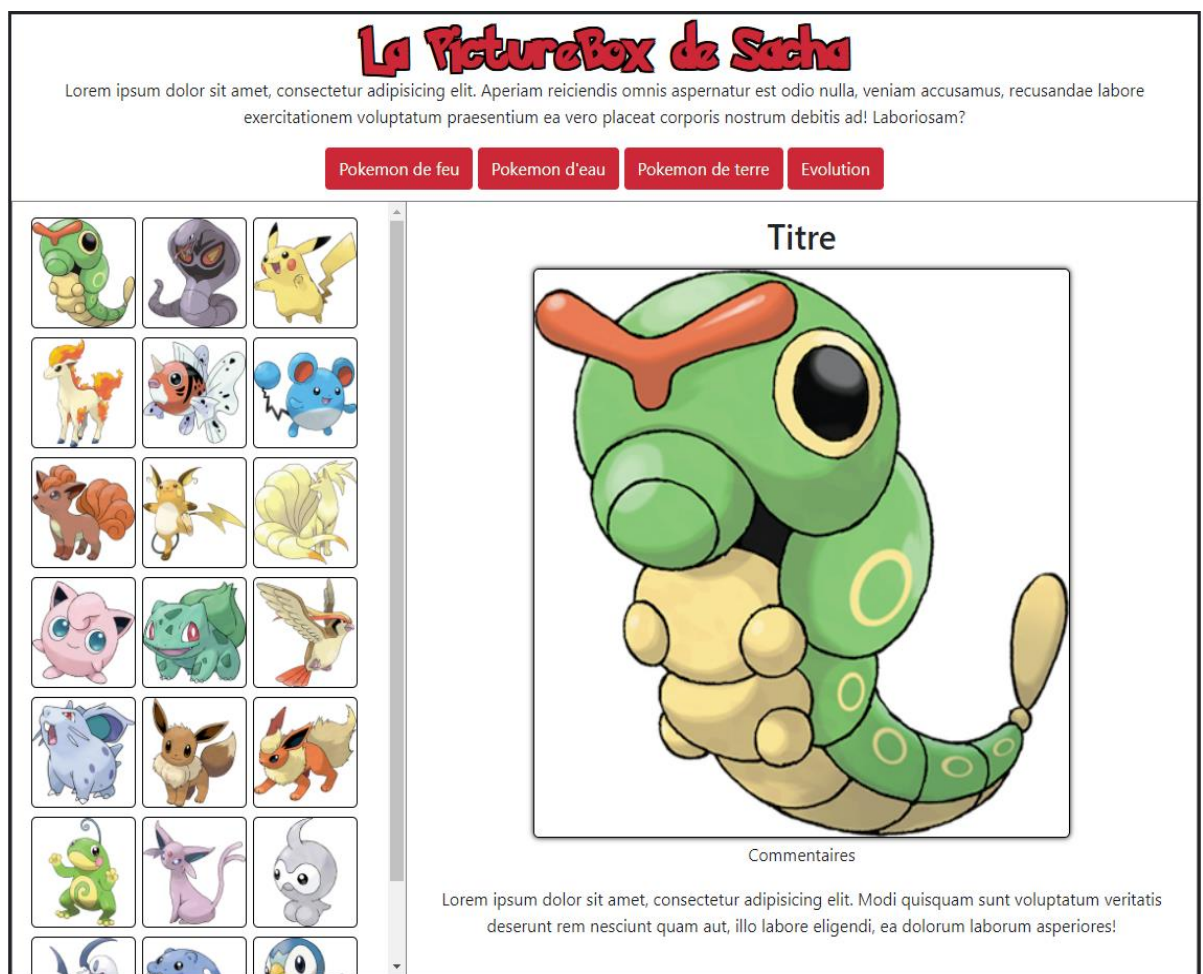 La PictureBox de Sacha
Lorem ipsum dolor sit amet, consectetur adipisicing elit. Aperiam reiciendis omnis aspernatur est odio nulla, veniam accusamus, recusandae labore
exercitationem voluptatum praesentium ea vero placeat corporis nostrum debitis ad! Laboriosam?
Pokemon de feu Pokemon d'eau Pokemon de terre Evolution
Titre
Commentaires
Lorem ipsum dolor sit amet, consectetur adipisicing elit. Modi quisquam sunt voluptatum veritatis
deserunt rem nesciunt quam aut, illo labore eligendi, ea dolorum laborum asperiores!